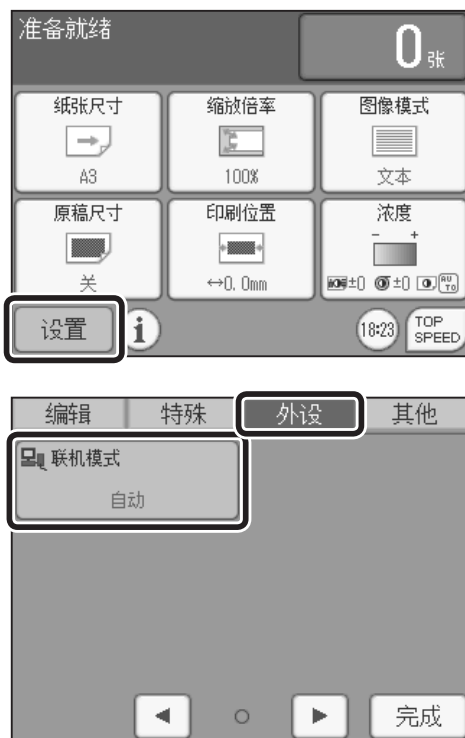 准备就绪
0张
纸张尺寸 缩放倍率 图像模式
A3 100% 文本
原稿尺寸 印刷位置 浓度
- +
关 ↔0.0mm ±0 ±0 AUTO
设置 i 18:23 TOP SPEED
编辑 特殊 外设 其他
联机模式
自动
◀ ○ ▶ 完成